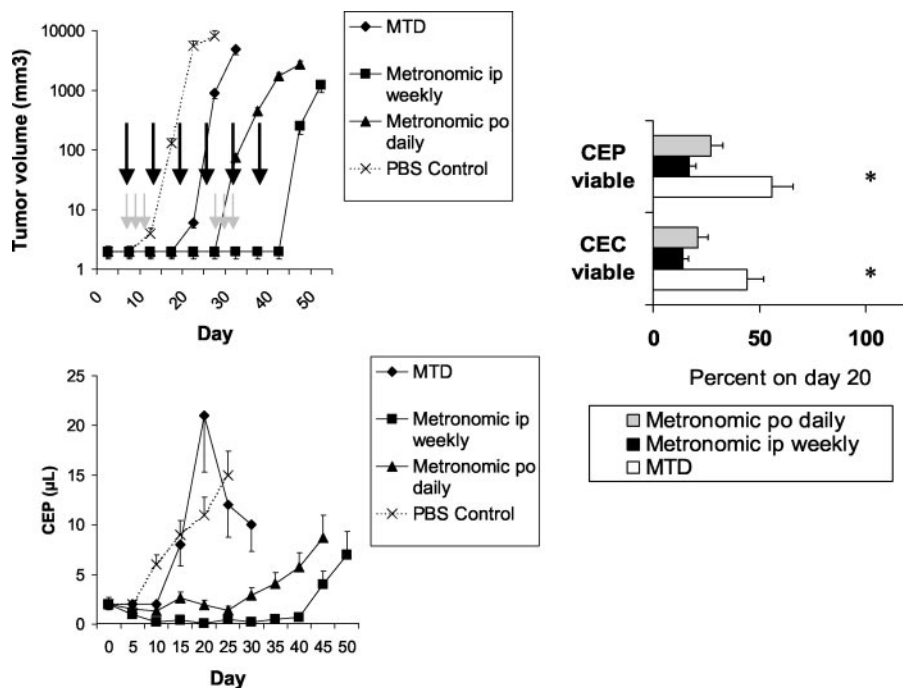 Tumor volume (mm3)
10000
1000
100
10
1
0
10
20
30
40
50
Day
MTD
Metronomic ip
weekly
Metronomic po
daily
PBS Control
CEP
viable
*
CEC
viable
*
0
50
100
Percent on day 20
Metronomic po daily
Metronomic ip weekly
MTD
CEP (µL)
25
20
15
10
5
0
0 5 10 15 20 25 30 35 40 45 50
Day
MTD
Metronomic ip
weekly
Metronomic po
daily
PBS Control